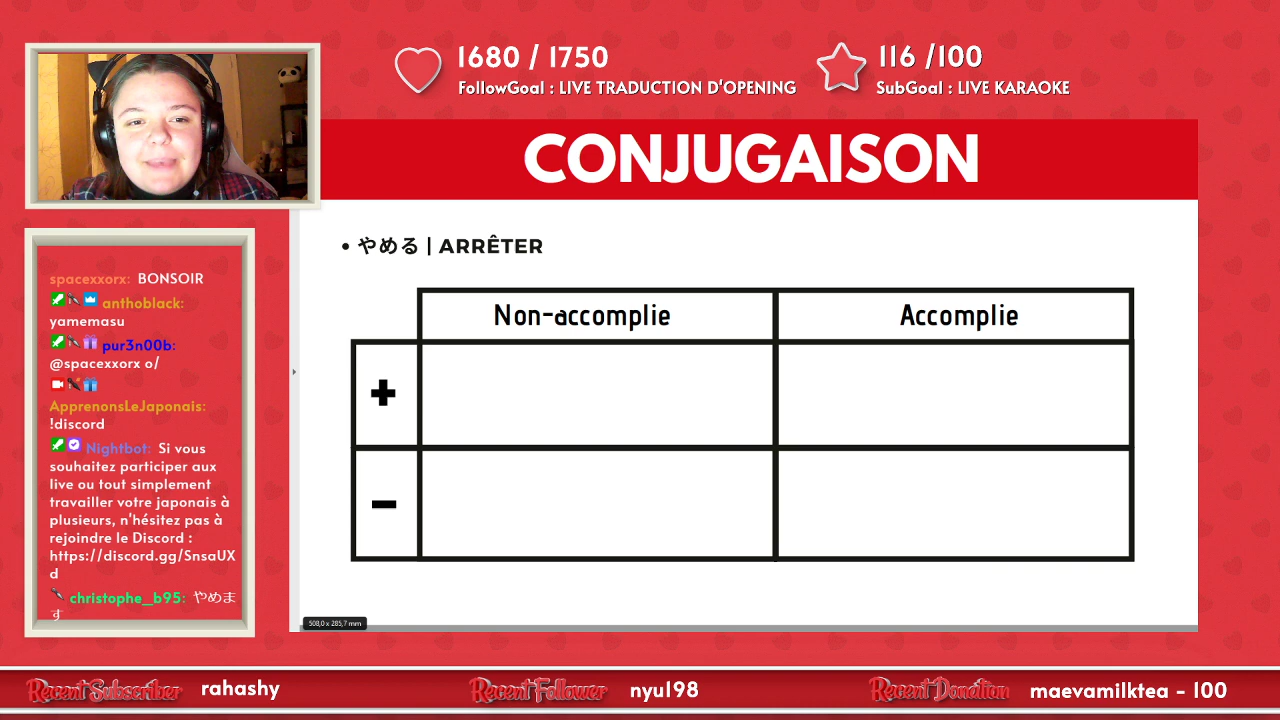 1680 / 1750
FollowGoal : LIVE TRADUCTION D'OPENING
116 /100
SubGoal : LIVE KARAOKE
CONJUGAISON
• やめる | ARRÊTER
Non-accomplie
Accomplie
+
−
spacexxorx: BONSOIR
anthoblack:
yamemasu
pur3n00b:
@spacexxorx o/
ApprenonsLeJaponais:
!discord
Nightbot: Si vous
souhaitez participer aux
live ou tout simplement
travailler votre japonais à
plusieurs, n'hésitez pas à
rejoindre le Discord :
https://discord.gg/SnsaUX
d
christophe_b95: やめま
す
508,0 x 285,7 mm
Recent Subscriber rahashy
Recent Follower nyu198
Recent Donation maevamilktea - 100